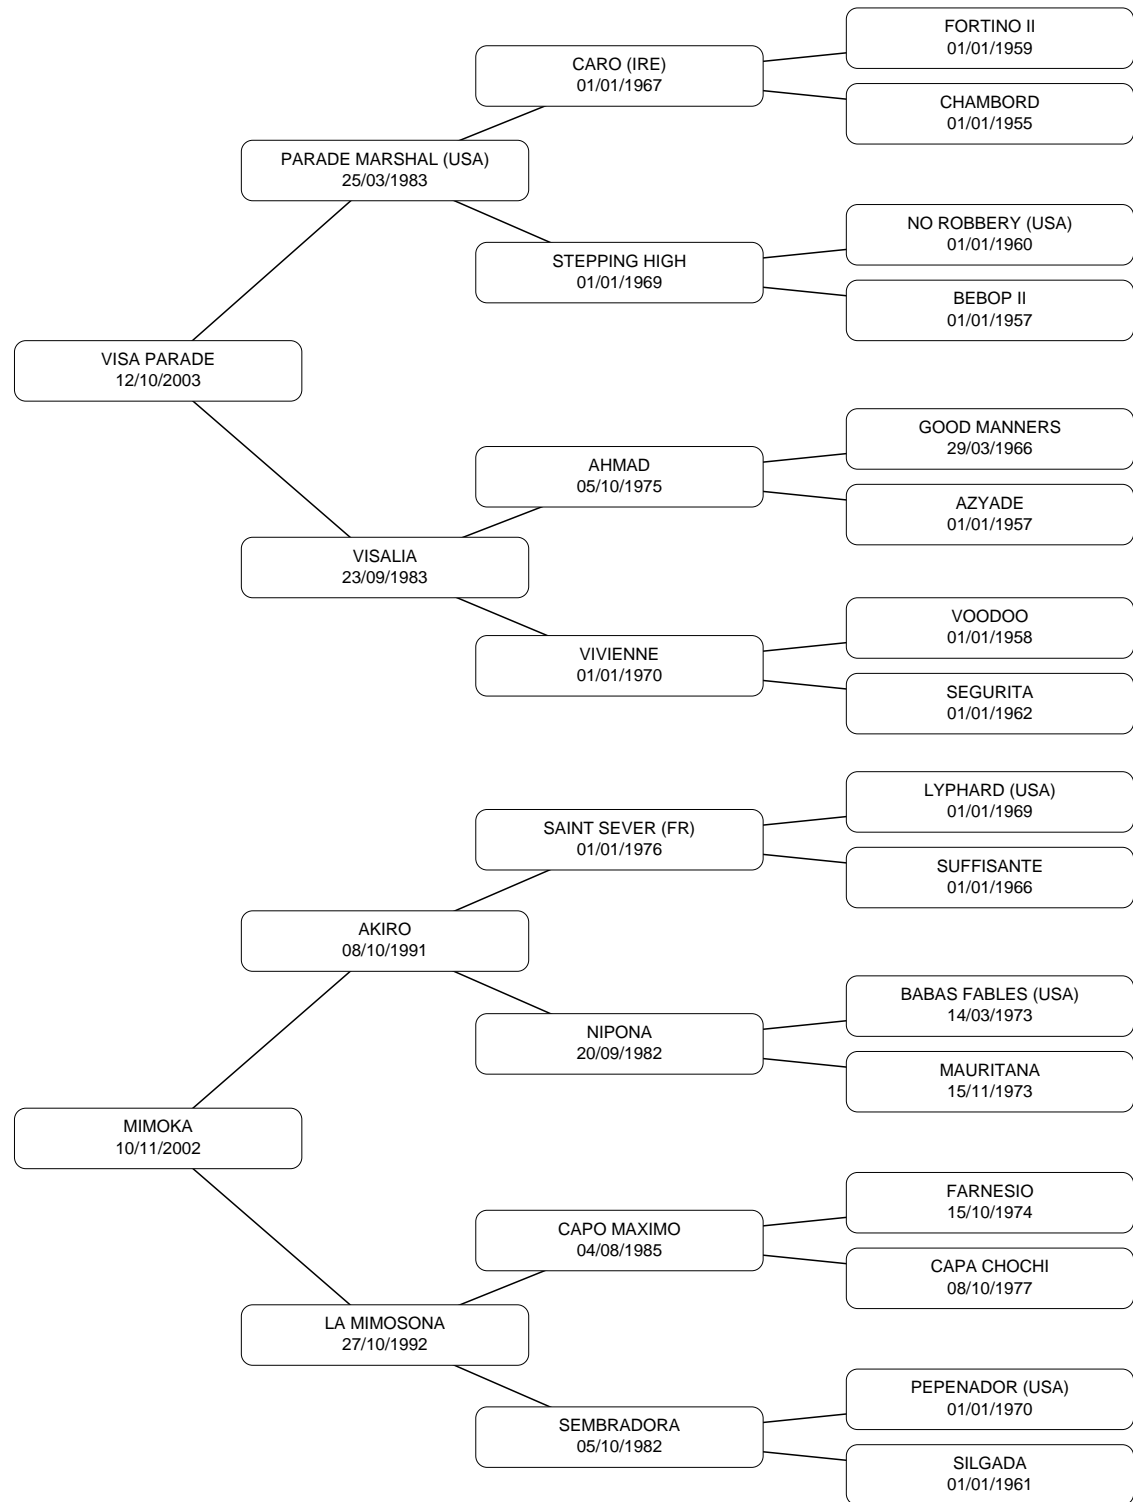 FORTINO II
01/01/1959
CARO (IRE)
01/01/1967
CHAMBORD
01/01/1955
PARADE MARSHAL (USA)
25/03/1983
NO ROBBERY (USA)
01/01/1960
STEPPING HIGH
01/01/1969
BEBOP II
01/01/1957
VISA PARADE
12/10/2003
GOOD MANNERS
29/03/1966
AHMAD
05/10/1975
AZYADE
01/01/1957
VISALIA
23/09/1983
VOODOO
01/01/1958
VIVIENNE
01/01/1970
SEGURITA
01/01/1962
LYPHARD (USA)
01/01/1969
SAINT SEVER (FR)
01/01/1976
SUFFISANTE
01/01/1966
AKIRO
08/10/1991
BABAS FABLES (USA)
14/03/1973
NIPONA
20/09/1982
MAURITANA
15/11/1973
MIMOKA
10/11/2002
FARNESIO
15/10/1974
CAPO MAXIMO
04/08/1985
CAPA CHOCHI
08/10/1977
LA MIMOSONA
27/10/1992
PEPENADOR (USA)
01/01/1970
SEMBRADORA
05/10/1982
SILGADA
01/01/1961